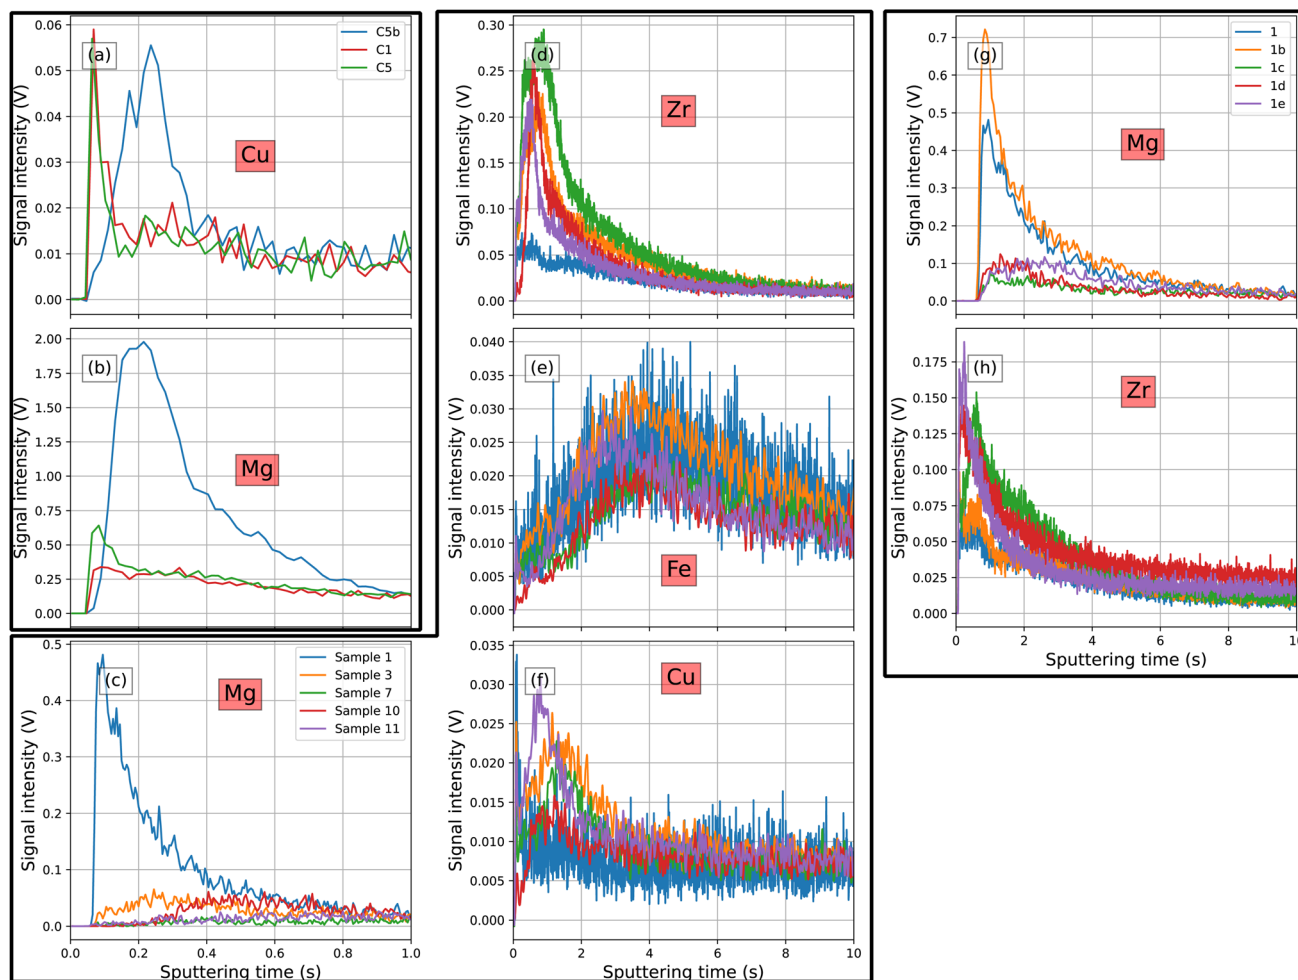 (a)
Cu
C5b
C1
C5
Signal intensity (V)
0.06
0.05
0.04
0.03
0.02
0.01
0.00
(b)
Mg
Signal intensity (V)
2.00
1.75
1.50
1.25
1.00
0.75
0.50
0.25
0.00
(c)
Mg
Sample 1
Sample 3
Sample 7
Sample 10
Sample 11
Signal intensity (V)
0.5
0.4
0.3
0.2
0.1
0.0
0.0 0.2 0.4 0.6 0.8 1.0
Sputtering time (s)
(d)
Zr
Signal intensity (V)
0.30
0.25
0.20
0.15
0.10
0.05
0.00
(e)
Fe
Signal intensity (V)
0.040
0.035
0.030
0.025
0.020
0.015
0.010
0.005
0.000
(f)
Cu
Signal intensity (V)
0.035
0.030
0.025
0.020
0.015
0.010
0.005
0.000
0 2 4 6 8 10
Sputtering time (s)
(g)
Mg
1
1b
1c
1d
1e
Signal intensity (V)
0.7
0.6
0.5
0.4
0.3
0.2
0.1
0.0
(h)
Zr
Signal intensity (V)
0.175
0.150
0.125
0.100
0.075
0.050
0.025
0.000
0 2 4 6 8 10
Sputtering time (s)